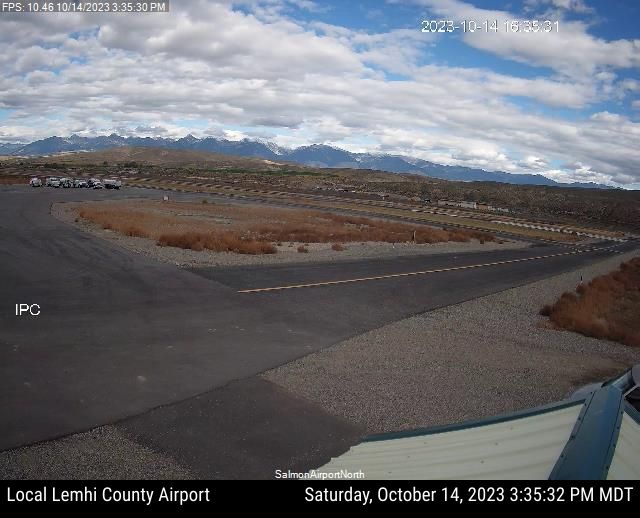 FPS: 10.46 10/14/2023 3:35:30 PM
2023-10-14 16:35:31
IPC
SalmonAirportNorth
Local Lemhi County Airport Saturday, October 14, 2023 3:35:32 PM MDT